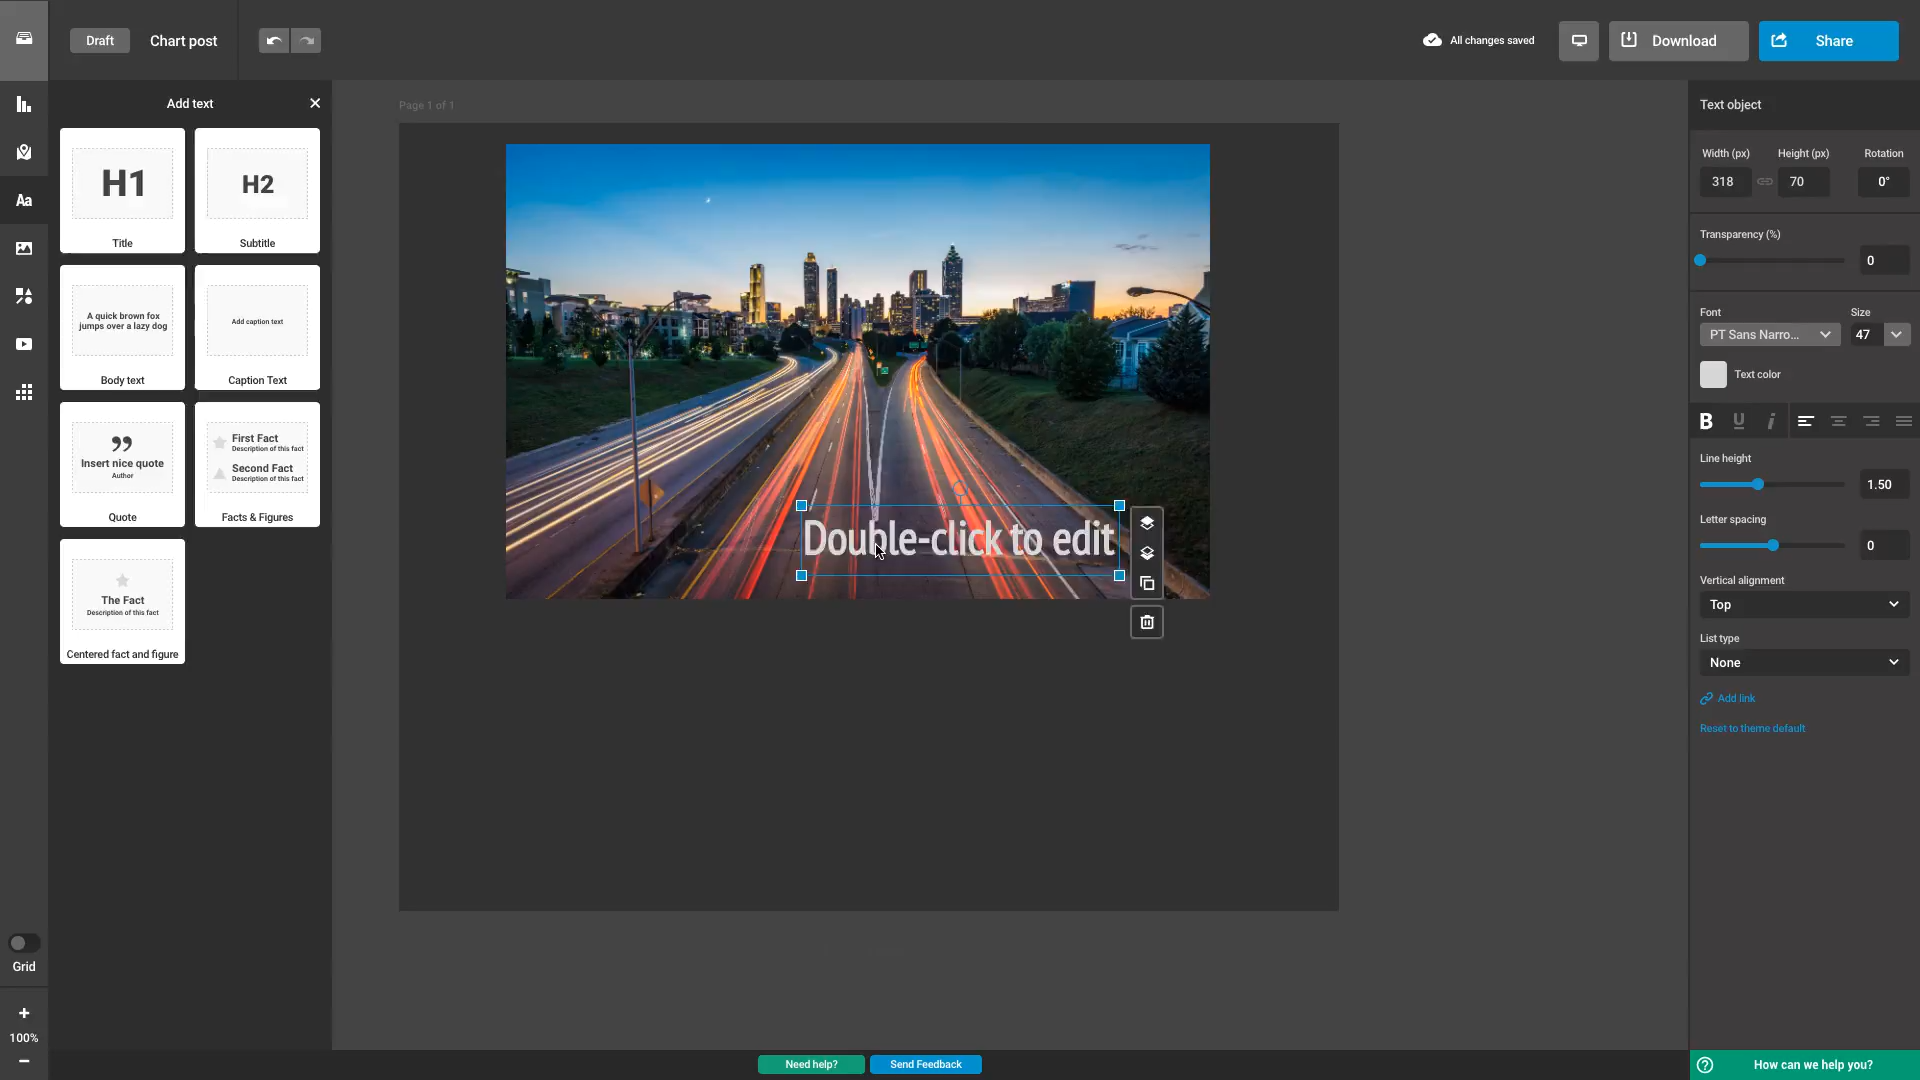 Draft
Chart post
All changes saved
Download
Share
Add text
H1
Title
H2
Subtitle
A quick brown fox
jumps over a lazy dog
Body text
Add caption text
Caption Text
Insert nice quote
Author
Quote
First Fact
Description of this fact
Second Fact
Description of this fact
Facts & Figures
The Fact
Description of this fact
Centered fact and figure
Aa
Grid
100%
Page 1 of 1
Double-click to edit
Text object
Width (px)
Height (px)
Rotation
318
70
0°
Transparency (%)
0
Font
Size
PT Sans Narro...
47
Text color
B U i
Line height
1.50
Letter spacing
0
Vertical alignment
Top
List type
None
Add link
Reset to theme default
Need help?
Send Feedback
How can we help you?